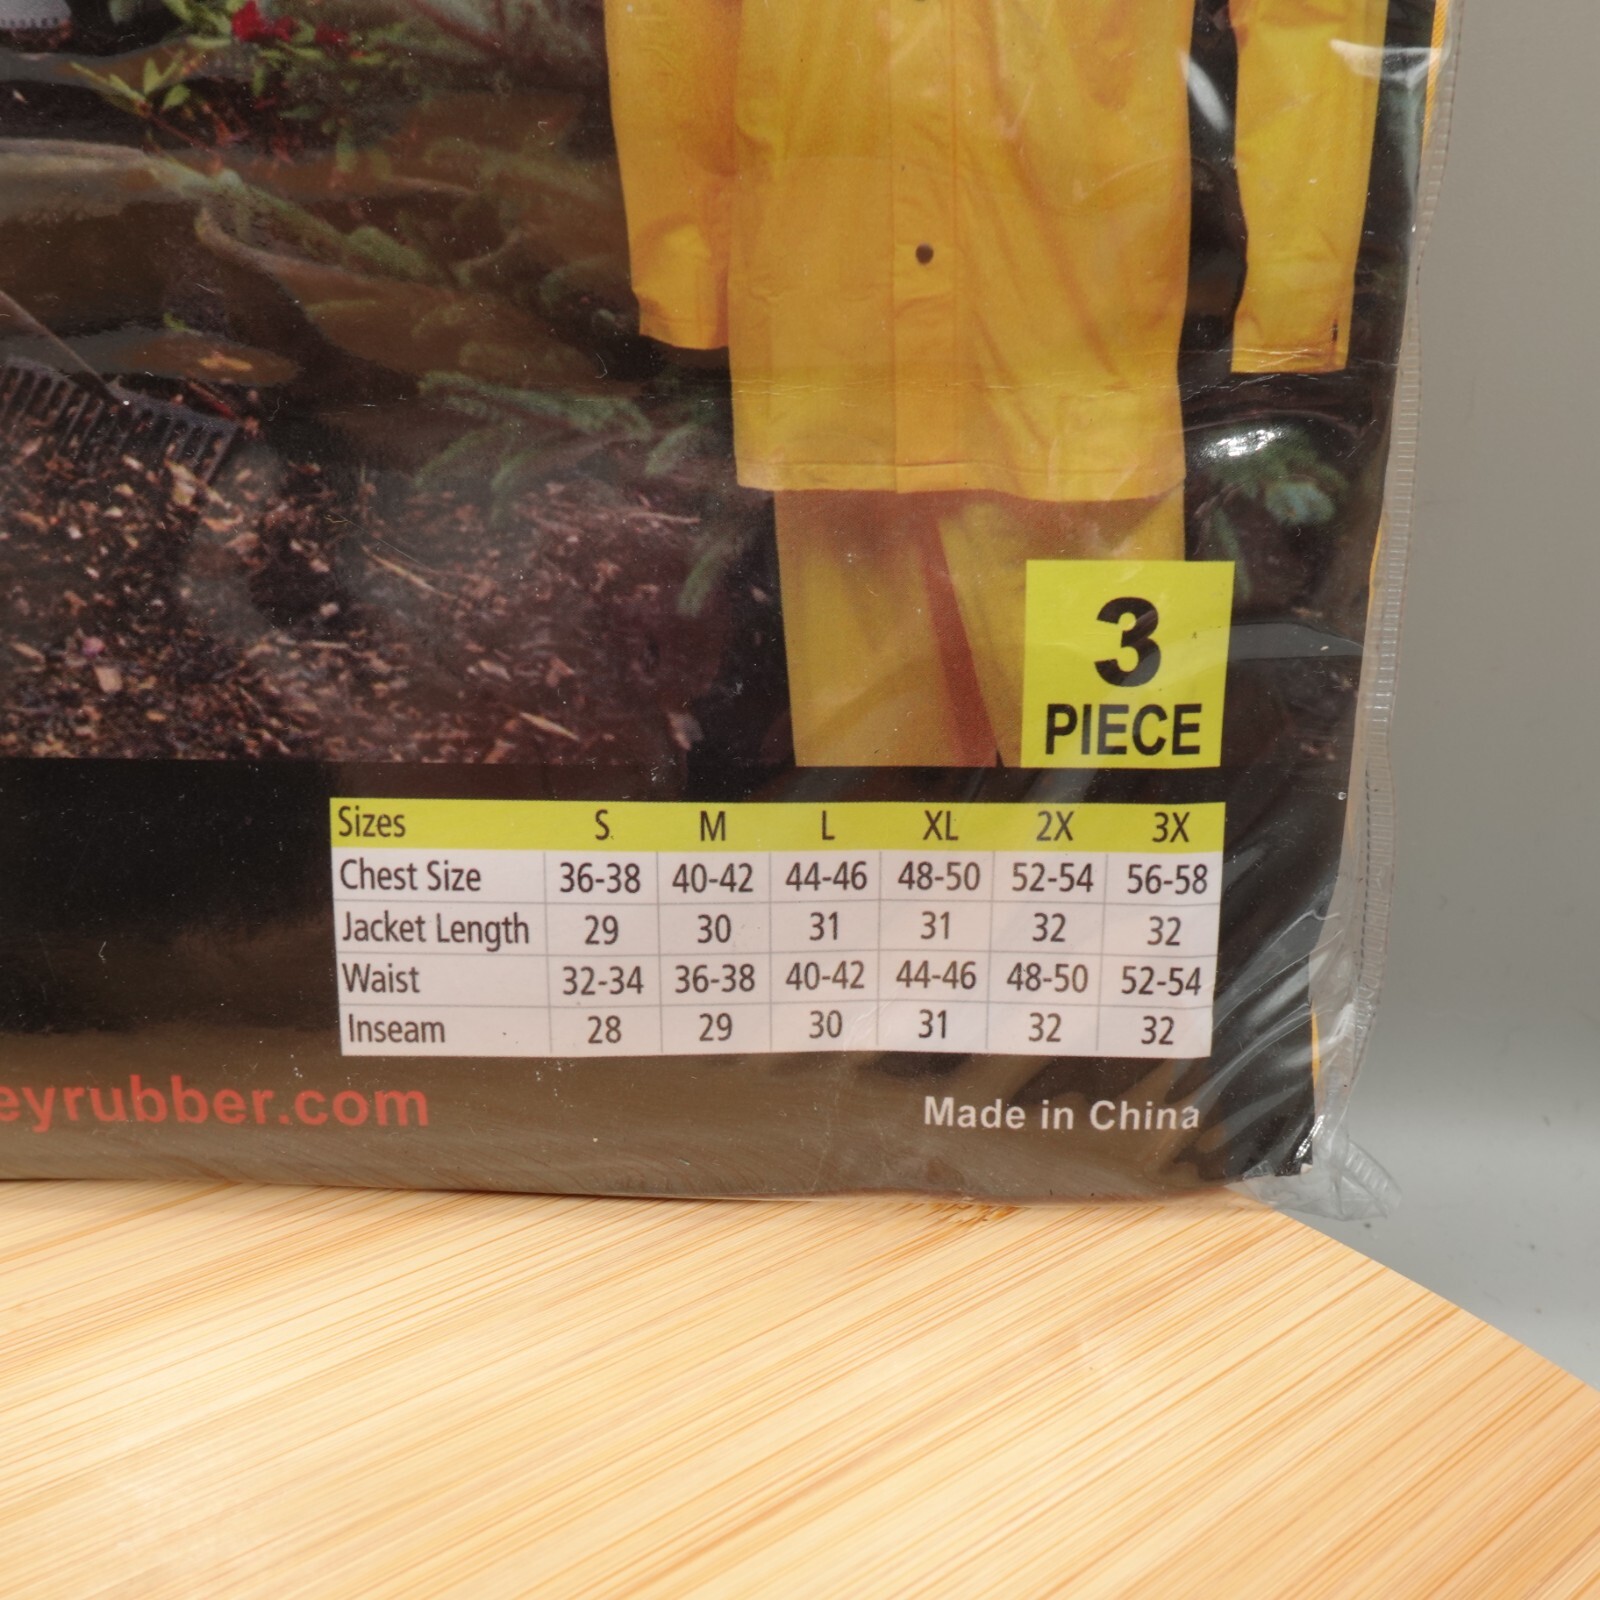 3
PIECE
Sizes S M L XL 2X 3X
Chest Size 36-38 40-42 44-46 48-50 52-54 56-58
Jacket Length 29 30 31 31 32 32
Waist 32-34 36-38 40-42 44-46 48-50 52-54
Inseam 28 29 30 31 32 32
eyrubber.com
Made in China